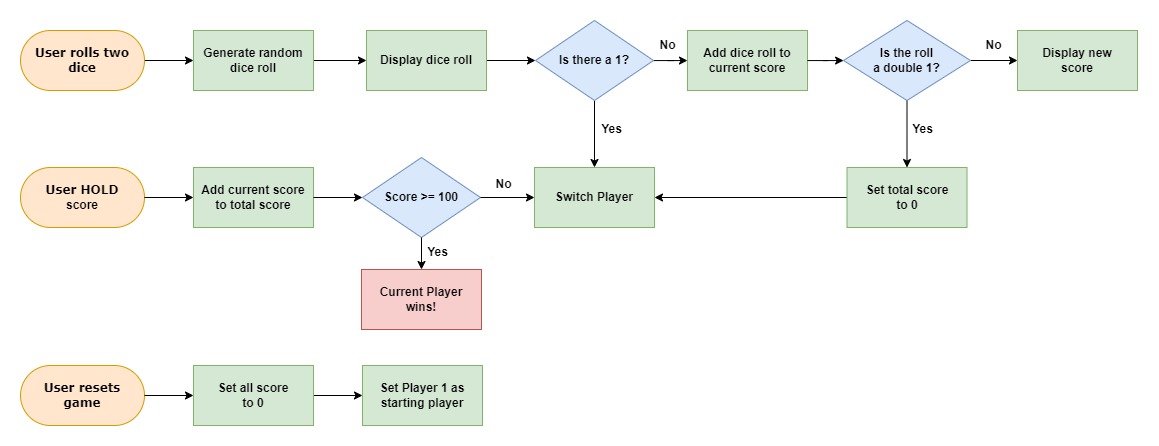 User rolls two
dice
Generate random
dice roll
Display dice roll
Is there a 1?
No
Add dice roll to
current score
Is the roll
a double 1?
No
Display new
score
Yes
Yes
User HOLD
score
Add current score
to total score
Score >= 100
No
Switch Player
Set total score
to 0
Yes
Current Player
wins!
User resets
game
Set all score
to 0
Set Player 1 as
starting player